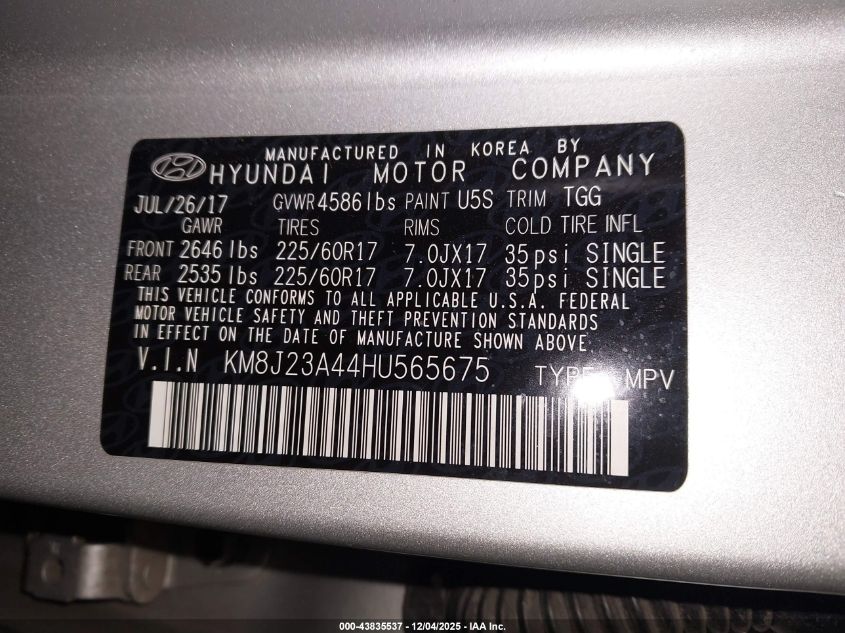 MANUFACTURED IN KOREA BY
HYUNDAI MOTOR COMPANY
JUL/26/17 GVWR 4586 lbs PAINT U5S TRIM TGG
GAWR TIRES RIMS COLD TIRE INFL
FRONT 2646 lbs 225/60R17 7.0JX17 35psi SINGLE
REAR 2535 lbs 225/60R17 7.0JX17 35psi SINGLE
THIS VEHICLE CONFORMS TO ALL APPLICABLE U.S.A. FEDERAL
MOTOR VEHICLE SAFETY AND THEFT PREVENTION STANDARDS
IN EFFECT ON THE DATE OF MANUFACTURE SHOWN ABOVE.
V.I.N KM8J23A44HU565675 TYPE MPV
000-43835537 - 12/04/2025 - IAA Inc.